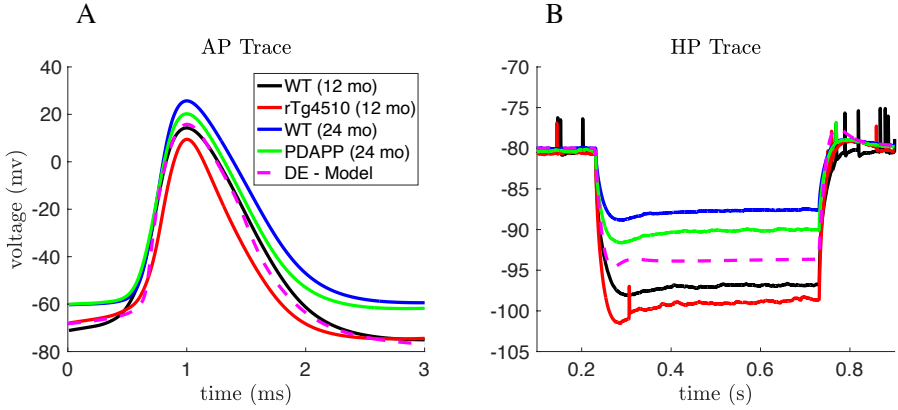 A
AP Trace
voltage (mv)
40
20
0
-20
-40
-60
-80
0
1
2
3
time (ms)
WT (12 mo)
rTg4510 (12 mo)
WT (24 mo)
PDAPP (24 mo)
DE - Model
B
HP Trace
-70
-75
-80
-85
-90
-95
-100
-105
0.2
0.4
0.6
0.8
time (s)